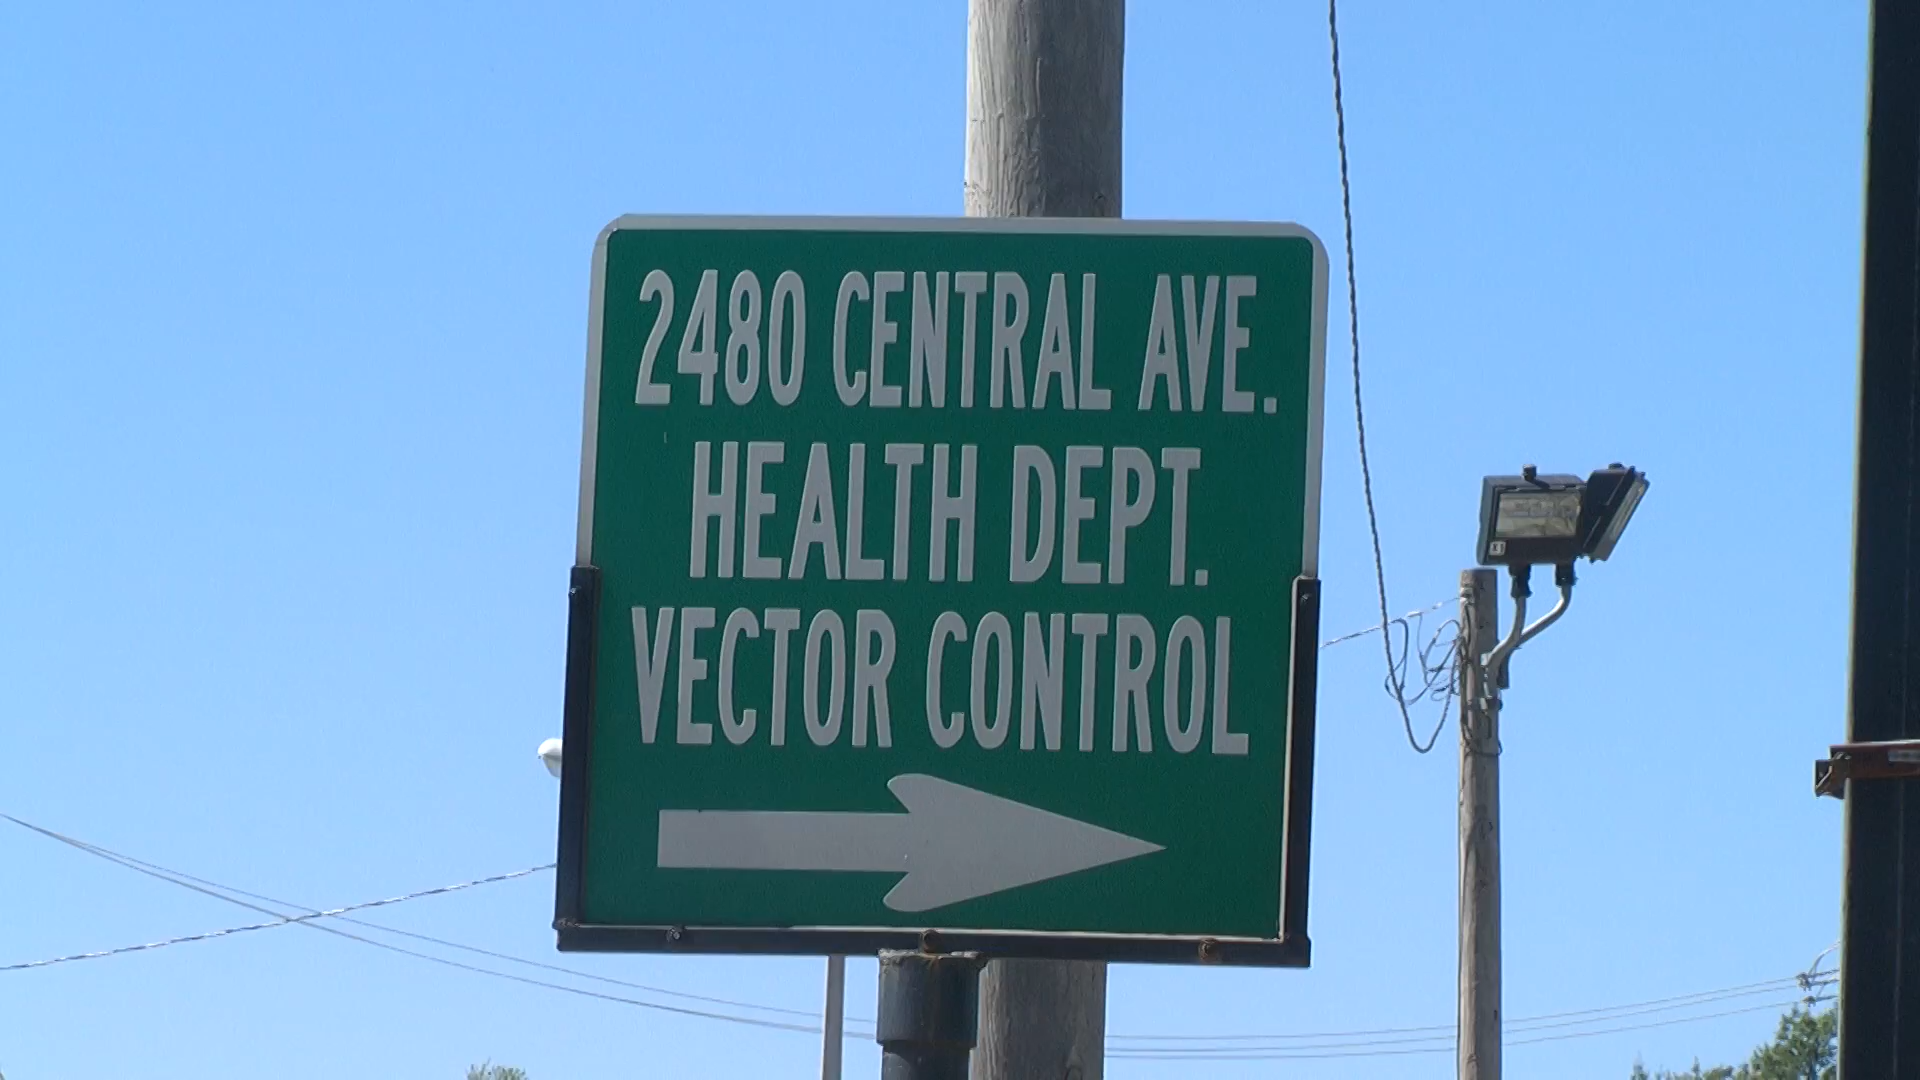 2480 CENTRAL AVE.
HEALTH DEPT.
VECTOR CONTROL